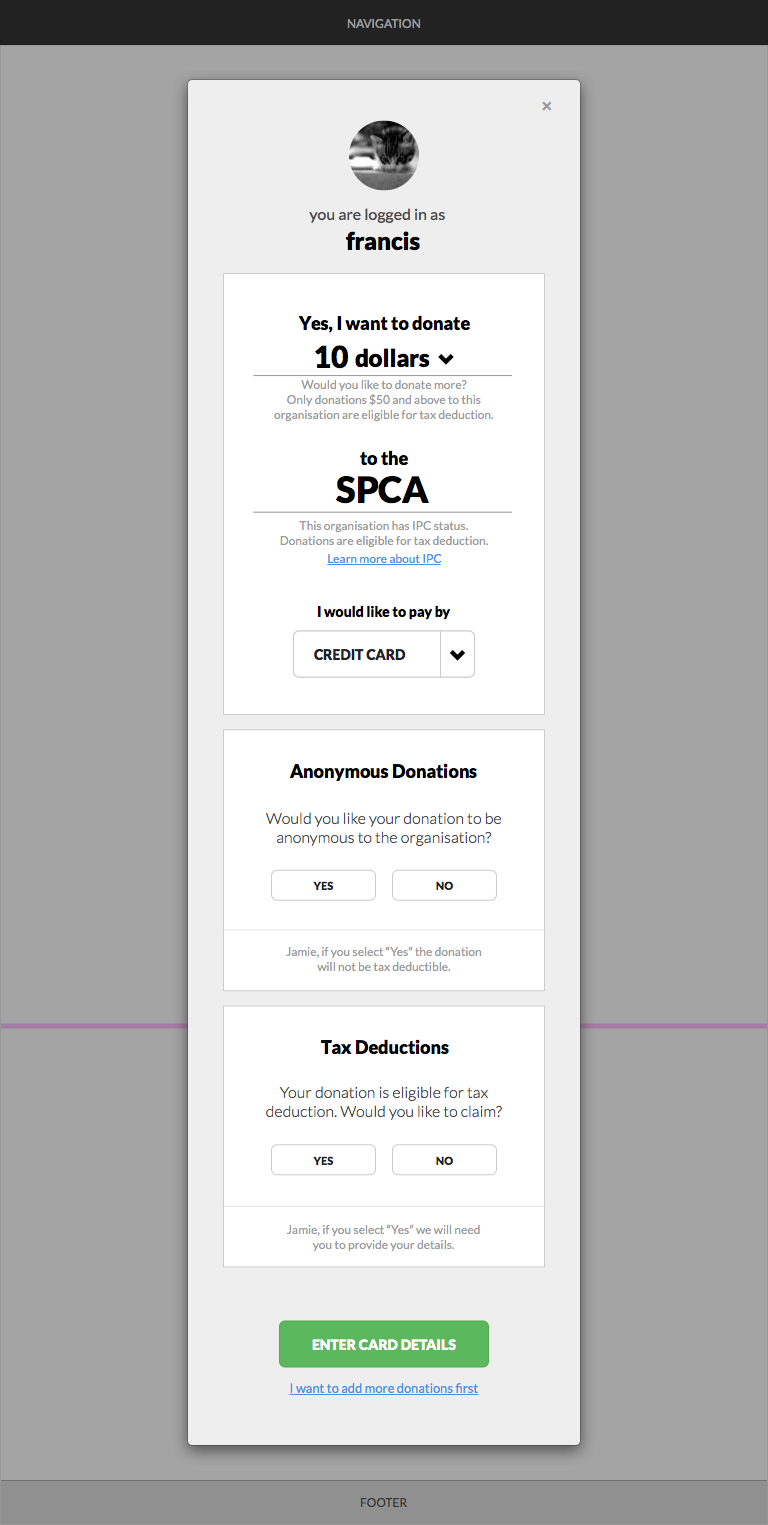 NAVIGATION
×
you are logged in as
francis
Yes, I want to donate
10 dollars
Would you like to donate more?
Only donations $50 and above to this
organisation are eligible for tax deduction.
to the
SPCA
This organisation has IPC status.
Donations are eligible for tax deduction.
Learn more about IPC
I would like to pay by
CREDIT CARD
Anonymous Donations
Would you like your donation to be
anonymous to the organisation?
YES NO
Jamie, if you select “Yes” the donation
will not be tax deductible.
Tax Deductions
Your donation is eligible for tax
deduction. Would you like to claim?
YES NO
Jamie, if you select “Yes” we will need
you to provide your details.
ENTER CARD DETAILS
I want to add more donations first
FOOTER